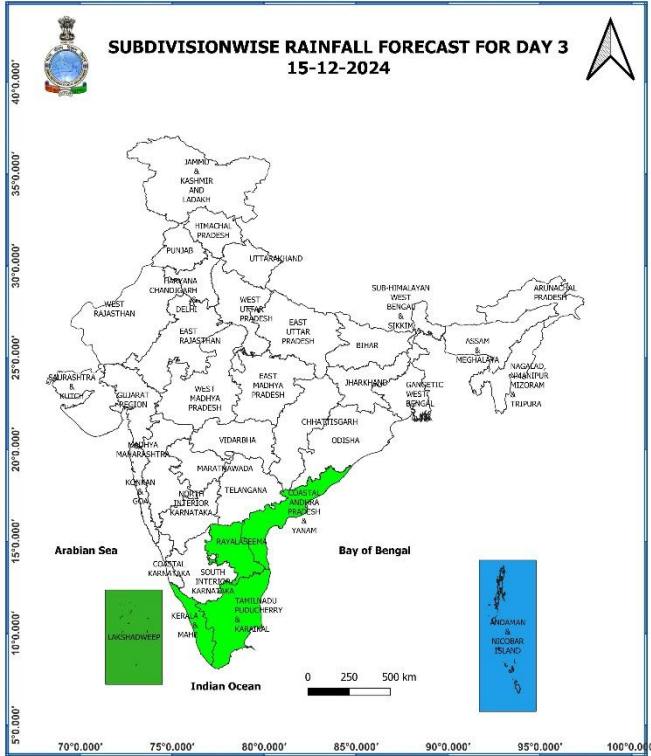 SUBDIVISIONWISE RAINFALL FORECAST FOR DAY 3
15-12-2024
40°0.000'
35°0.000'
30°0.000'
25°0.000'
20°0.000'
15°0.000'
10°0.000'
5°0.000'
JAMMU
&
KASHMIR
AND
LADAKH
HIMACHAL
PRADESH
PUNJAB
UTTARAKHAND
HARYANA
CHANDIGARH
&
DELHI
WEST
RAJASTHAN
WEST
UTTAR
PRADESH
SUB-HIMALAYAN
WEST
BENGAL
&
SIKKIM
ARUNACHAL
PRADESH
EAST
RAJASTHAN
EAST
UTTAR
PRADESH
BIHAR
ASSAM
&
MEGHALAYA
NAGALAD,
MANIPUR
MIZORAM
&
TRIPURA
SAURASHTRA
&
KUTCH
GUJARAT
REGION
WEST
MADHYA
PRADESH
EAST
MADHYA
PRADESH
JHARKHAND
GANGETIC
WEST
BENGAL
CHHATTISGARH
ODISHA
VIDARBHA
MADHYA
MAHARASHTRA
MARATHAWADA
KONKAN
&
GOA
NORTH
INTERIOR
KARNATAKA
TELANGANA
COASTAL
ANDHRA
PRADESH
&
YANAM
RAYALASEEMA
Arabian Sea
Bay of Bengal
COASTAL
KARNATAKA
SOUTH
INTERIOR
KARNATAKA
TAMILNADU
PUDUCHERRY
&
KARAIKAL
KERALA
&
MAHE
LAKSHADWEEP
ANDAMAN
&
NICOBAR
ISLAND
Indian Ocean
0 250 500 km
70°0.000' 75°0.000' 80°0.000' 85°0.000' 90°0.000' 95°0.000' 100°0.000'